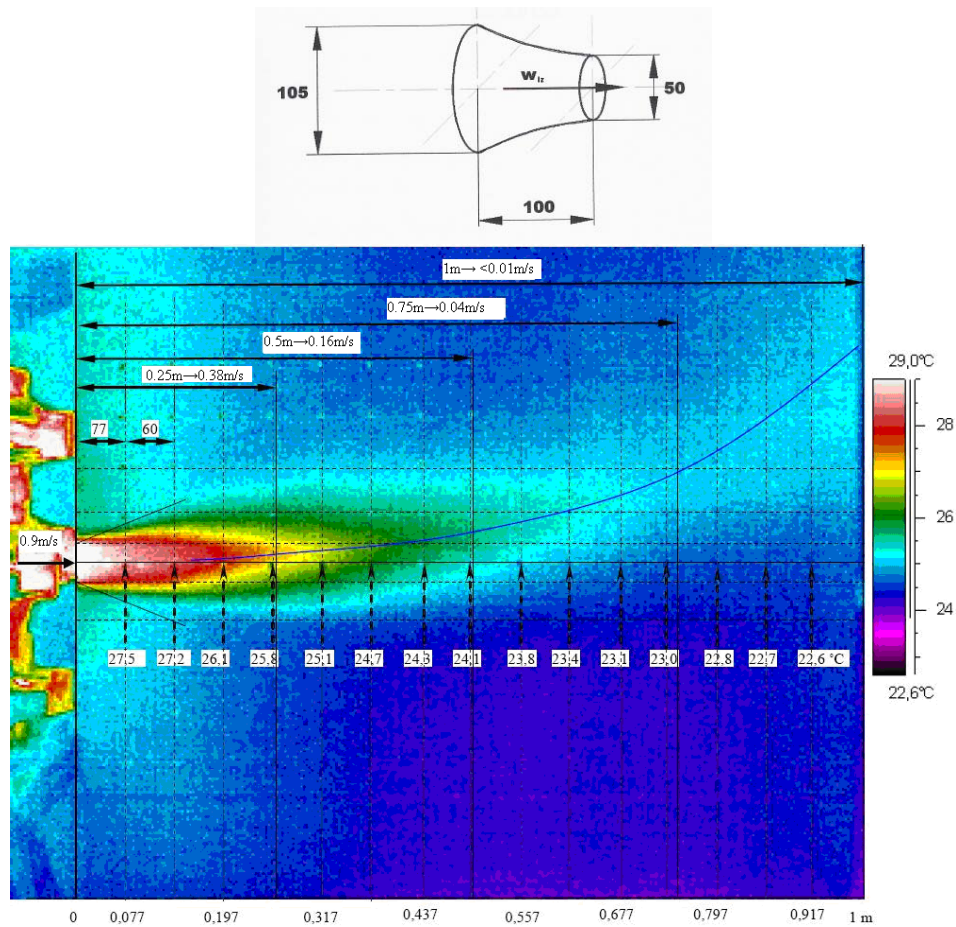 105
w_iz
50
100
1m→ <0.01m/s
0.75m→0.04m/s
0.5m→0.16m/s
0.25m→0.38m/s
77 60
0.9m/s
29,0°C
28
26
24
22,6°C
27.5 27.2 26.1 25.8 25.1 24.7 24.3 24.1 23.8 23.4 23.1 23.0 22.8 22.7 22.6 °C
0 0,077 0,197 0,317 0,437 0,557 0,677 0,797 0,917 1 m